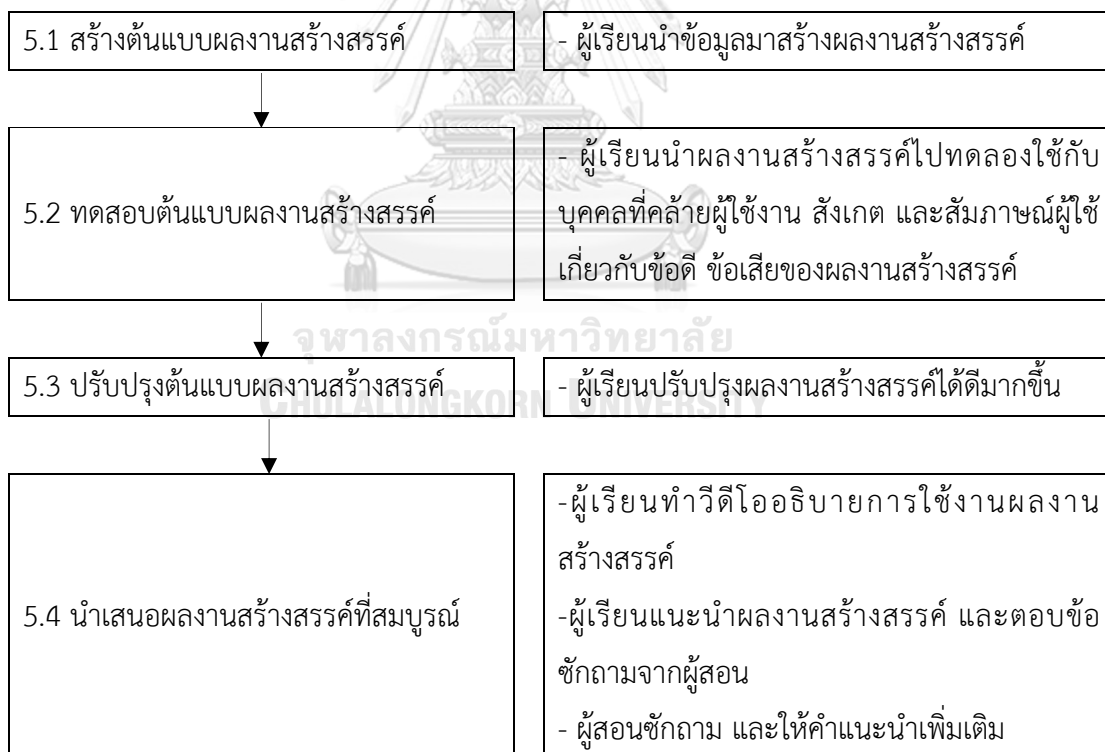 5.1 สร้างต้นแบบผลงานสร้างสรรค์
- ผู้เรียนนำข้อมูลมาสร้างผลงานสร้างสรรค์
5.2 ทดสอบต้นแบบผลงานสร้างสรรค์
- ผู้เรียนนำผลงานสร้างสรรค์ไปทดลองใช้กับ
บุคคลที่คล้ายผู้ใช้งาน สังเกต และสัมภาษณ์ผู้ใช้
เกี่ยวกับข้อดี ข้อเสียของผลงานสร้างสรรค์
จุฬาลงกรณ์มหาวิทยาลัย
CHULALONGKORN UNIVERSITY
5.3 ปรับปรุงต้นแบบผลงานสร้างสรรค์
- ผู้เรียนปรับปรุงผลงานสร้างสรรค์ได้ดีมากขึ้น
5.4 นำเสนอผลงานสร้างสรรค์ที่สมบูรณ์
-ผู้เรียนทำวีดีโออธิบายการใช้งานผลงาน
สร้างสรรค์
-ผู้เรียนแนะนำผลงานสร้างสรรค์ และตอบข้อ
ซักถามจากผู้สอน
- ผู้สอนซักถาม และให้คำแนะนำเพิ่มเติม